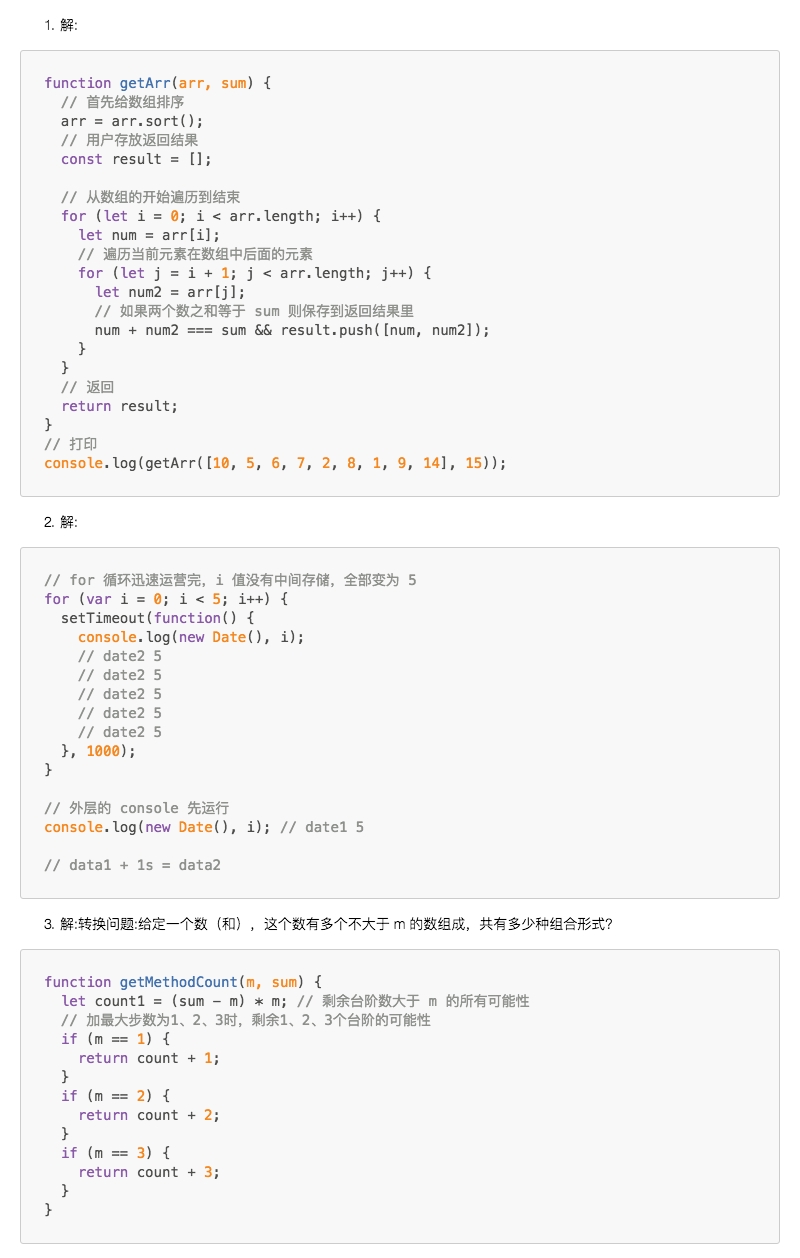 1. 解:
function getArr(arr, sum) {
  // 首先给数组排序
  arr = arr.sort();
  // 用户存放返回结果
  const result = [];

  // 从数组的开始遍历到结束
  for (let i = 0; i < arr.length; i++) {
    let num = arr[i];
    // 遍历当前元素在数组中后面的元素
    for (let j = i + 1; j < arr.length; j++) {
      let num2 = arr[j];
      // 如果两个数之和等于 sum 则保存到返回结果里
      num + num2 === sum && result.push([num, num2]);
    }
  }
  // 返回
  return result;
}
// 打印
console.log(getArr([10, 5, 6, 7, 2, 8, 1, 9, 14], 15));
2. 解:
// for 循环迅速运营完，i 值没有中间存储，全部变为 5
for (var i = 0; i < 5; i++) {
  setTimeout(function() {
    console.log(new Date(), i);
    // date2 5
    // date2 5
    // date2 5
    // date2 5
    // date2 5
  }, 1000);
}

// 外层的 console 先运行
console.log(new Date(), i); // date1 5

// data1 + 1s = data2
3. 解:转换问题:给定一个数（和），这个数有多个不大于 m 的数组成，共有多少种组合形式？
function getMethodCount(m, sum) {
  let count1 = (sum - m) * m; // 剩余台阶数大于 m 的所有可能性
  // 加最大步数为1、2、3时，剩余1、2、3个台阶的可能性
  if (m == 1) {
    return count + 1;
  }
  if (m == 2) {
    return count + 2;
  }
  if (m == 3) {
    return count + 3;
  }
}